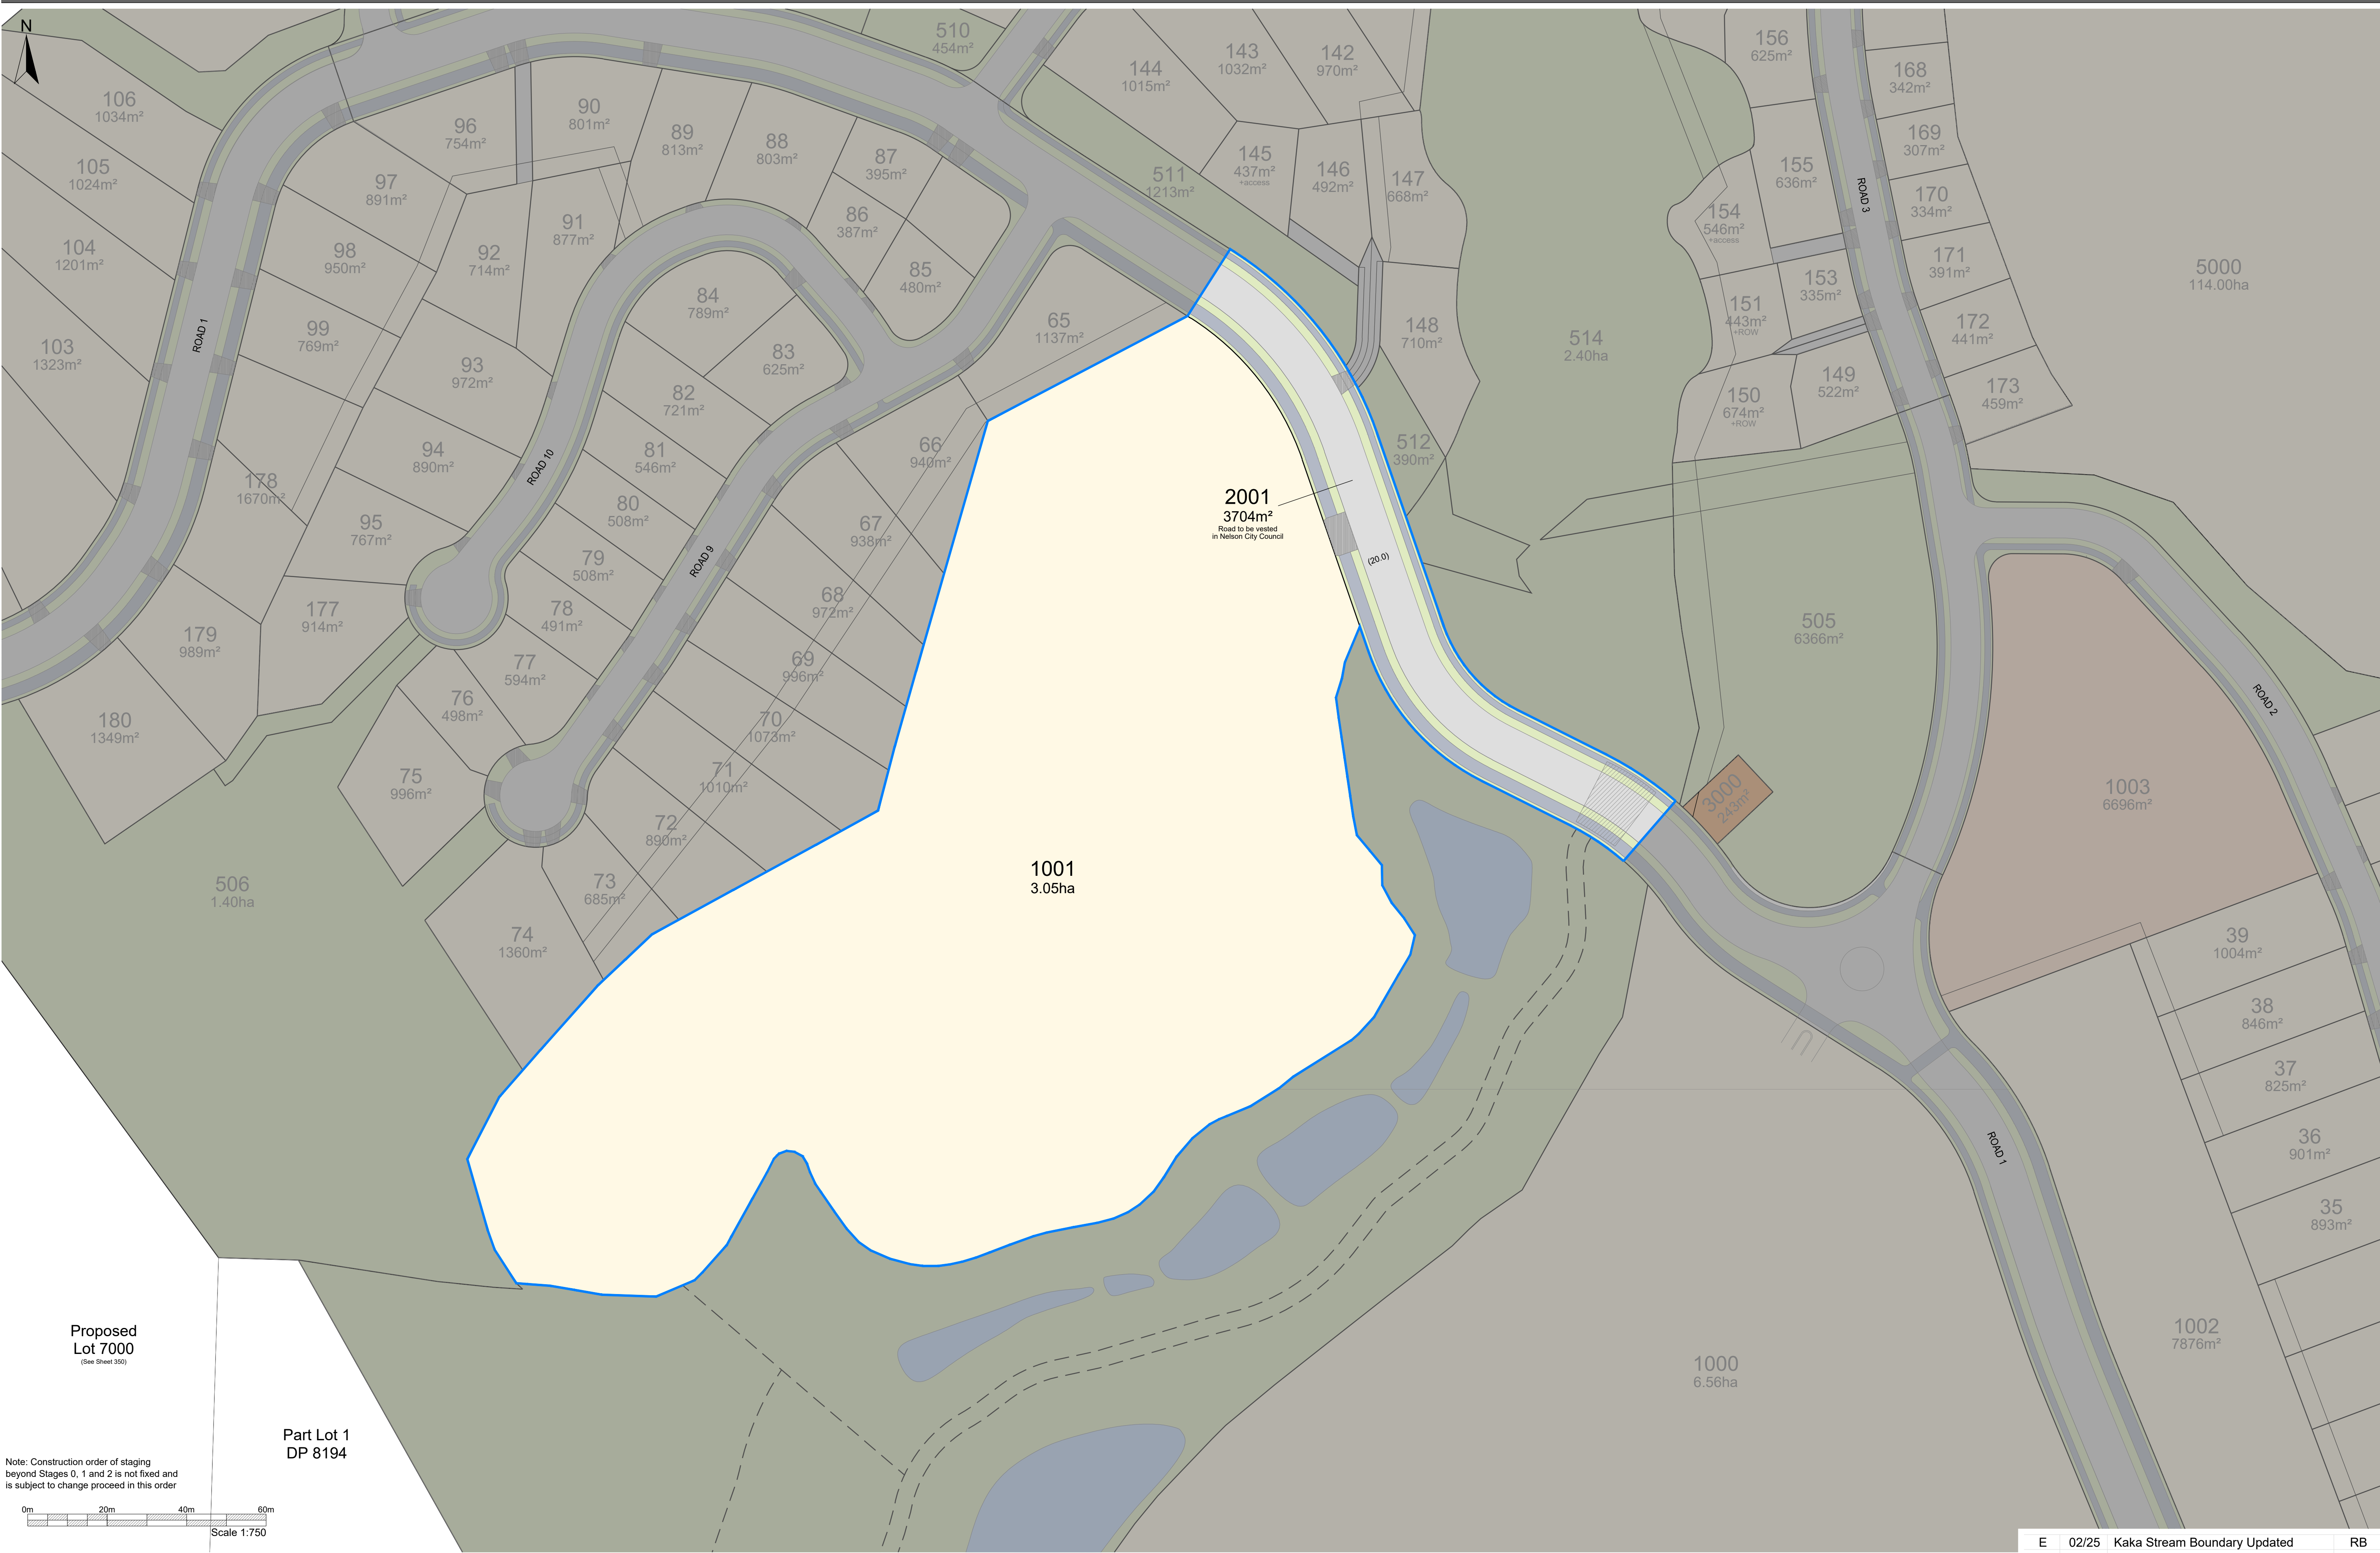 N
510
454m²
106
1034m²
105
1024m²
104
1201m²
103
1323m²
ROAD 1
96
754m²
90
801m²
89
813m²
88
803m²
87
395m²
97
891m²
91
877m²
86
387m²
98
950m²
92
714m²
85
480m²
99
769m²
84
789m²
93
972m²
83
625m²
82
721m²
94
890m²
81
546m²
ROAD 10
178
1670m²
95
767m²
80
508m²
79
508m²
78
491m²
ROAD 9
177
914m²
179
989m²
77
594m²
76
498m²
180
1349m²
75
996m²
65
1137m²
66
940m²
67
938m²
68
972m²
69
996m²
70
1073m²
71
1010m²
72
890m²
73
685m²
74
1360m²
506
1.40ha
144
1015m²
143
1032m²
142
970m²
145
437m²
+access
146
492m²
147
668m²
511
1213m²
148
710m²
512
390m²
514
2.40ha
156
625m²
155
636m²
154
546m²
+access
153
335m²
151
443m²
+ROW
150
674m²
+ROW
149
522m²
ROAD 3
168
342m²
169
307m²
170
334m²
171
391m²
172
441m²
173
459m²
5000
114.00ha
2001
3704m²
Road to be vested
in Nelson City Council
(20.0)
1001
3.05ha
505
6366m²
3000
243m²
1003
6696m²
ROAD 2
39
1004m²
38
846m²
37
825m²
36
901m²
35
893m²
ROAD 1
1002
7876m²
1000
6.56ha
Proposed
Lot 7000
(See Sheet 350)
Part Lot 1
DP 8194
Note: Construction order of staging
beyond Stages 0, 1 and 2 is not fixed and
is subject to change proceed in this order
0m 20m 40m 60m
Scale 1:750
E 02/25 Kaka Stream Boundary Updated RB